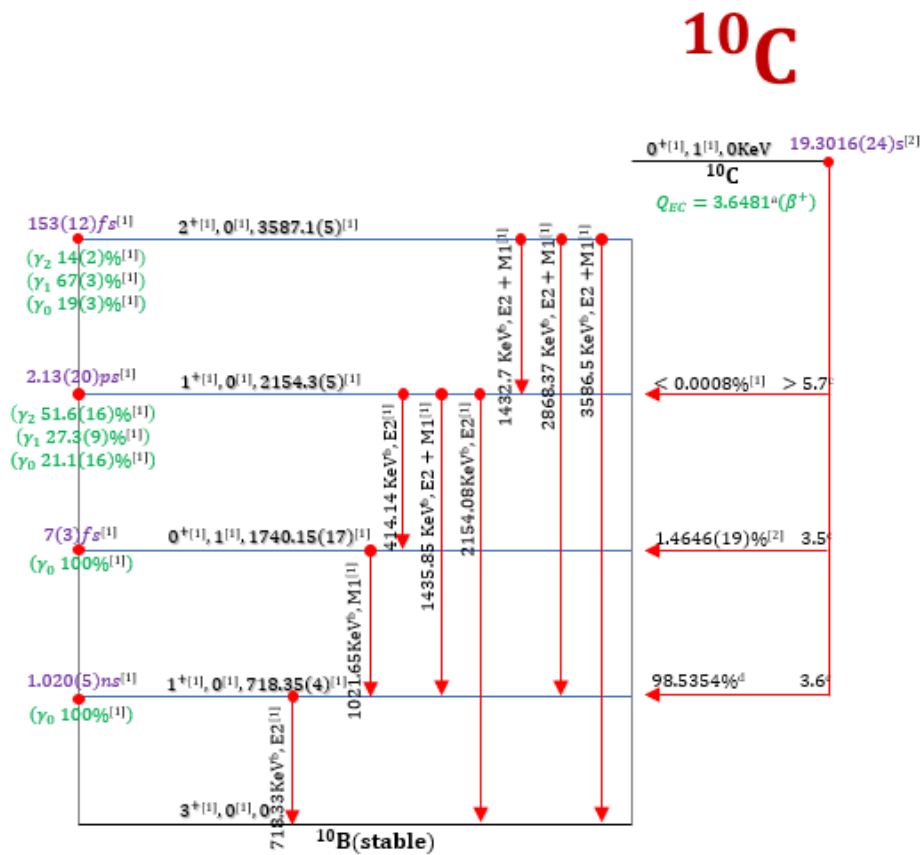 ¹⁰C
0⁺[1], 1[1], 0KeV
19.3016(24)s[2]
¹⁰C
Q_EC = 3.6481ᵃ(β⁺)
153(12)fs[1]
2⁺[1], 0[1], 3587.1(5)[1]
(γ₂ 14(2)%[1])
(γ₁ 67(3)%[1])
(γ₀ 19(3)%[1])
1432.7 KeVᵇ, E2 + M1[1]
2868.37 KeVᵇ, E2 + M1[1]
3586.5 KeVᵇ, E2 +M1[1]
2.13(20)ps[1]
1⁺[1], 0[1], 2154.3(5)[1]
< 0.0008%[1] > 5.7ᶜ
(γ₂ 51.6(16)%[1])
(γ₁ 27.3(9)%[1])
(γ₀ 21.1(16)%[1])
414.14 KeVᵇ, E2[1]
1435.85 KeVᵇ, E2 + M1[1]
2154.08KeVᵇ, E2[1]
7(3)fs[1]
0⁺[1], 1[1], 1740.15(17)[1]
1.4646(19)%[2] 3.5ᶜ
(γ₀ 100%[1])
1021.65KeVᵇ, M1[1]
1.020(5)ns[1]
1⁺[1], 0[1], 718.35(4)[1]
98.5354%ᵈ 3.6ᶜ
(γ₀ 100%[1])
718.33KeVᵇ, E2[1]
3⁺[1], 0[1], 0
¹⁰B(stable)